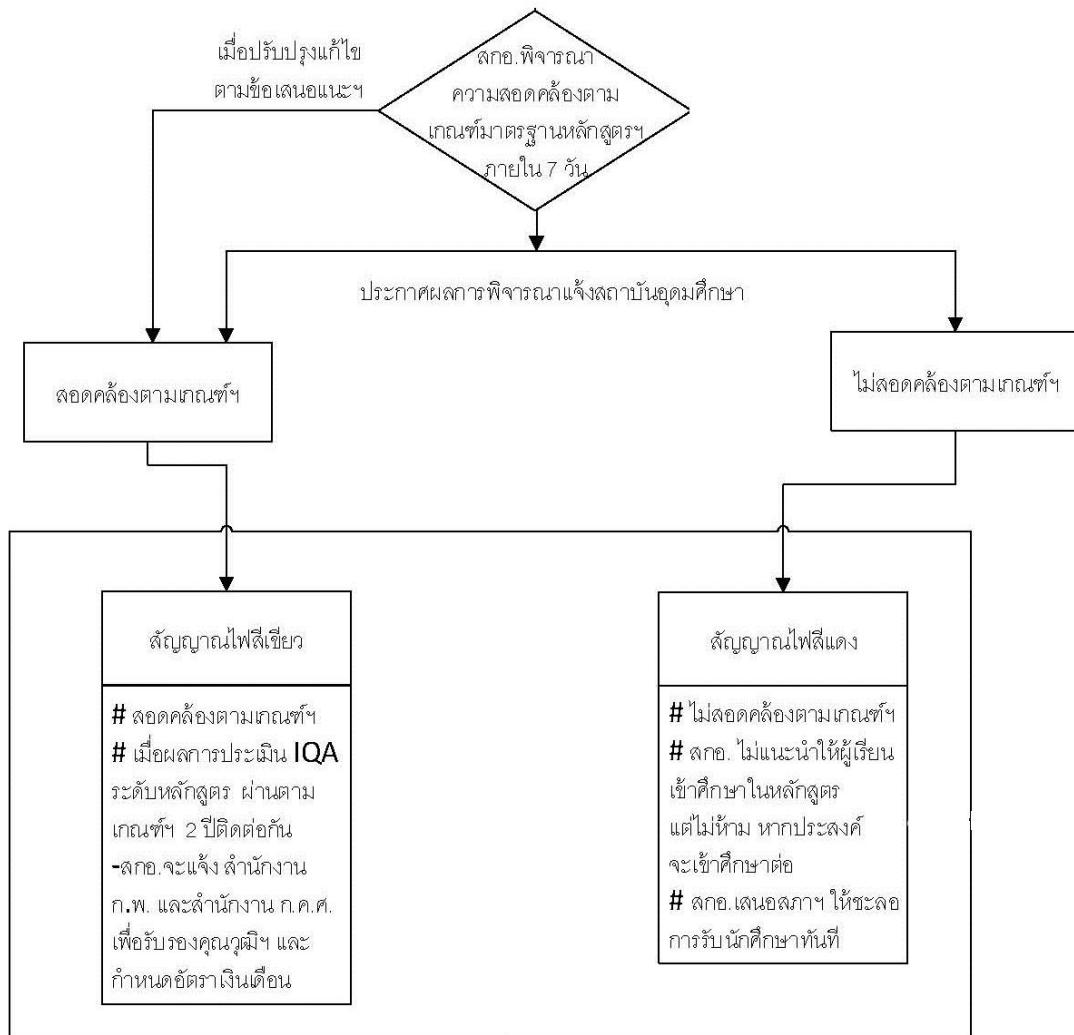 เมื่อปรับปรุงแก้ไข
ตามข้อเสนอแนะฯ
สกอ.พิจารณา
ความสอดคล้องตาม
เกณฑ์มาตรฐานหลักสูตรฯ
ภายใน 7 วัน
ประกาศผลการพิจารณาแจ้งสถาบันอุดมศึกษา
สอดคล้องตามเกณฑ์ฯ
ไม่สอดคล้องตามเกณฑ์ฯ
สัญญาณไฟสีเขียว
# สอดคล้องตามเกณฑ์ฯ
# เมื่อผลการประเมิน IQA
ระดับหลักสูตร ผ่านตาม
เกณฑ์ฯ 2 ปีติดต่อกัน
-สกอ.จะแจ้ง สำนักงาน
ก.พ. และสำนักงาน ก.ค.ศ.
เพื่อรับรองคุณวุฒิฯ และ
กำหนดอัตราเงินเดือน
สัญญาณไฟสีแดง
# ไม่สอดคล้องตามเกณฑ์ฯ
# สกอ. ไม่แนะนำให้ผู้เรียน
เข้าศึกษาในหลักสูตร
แต่ไม่ห้าม หากประสงค์
จะเข้าศึกษาต่อ
# สกอ.เสนอสภาฯ ให้ชะลอ
การรับนักศึกษาทันที